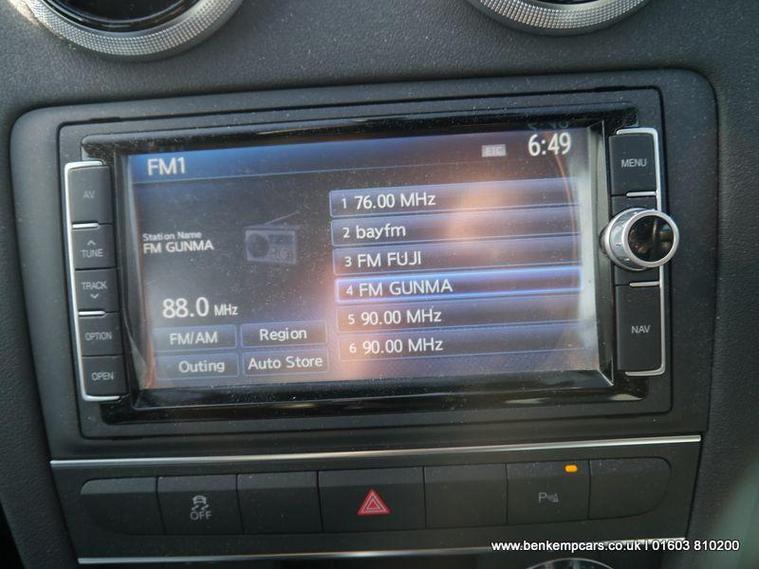 FM1
ETC
6:49
Station Name
FM GUNMA
88.0 MHz
FM/AM
Region
Outing
Auto Store
1 76.00 MHz
2 bayfm
3 FM FUJI
4 FM GUNMA
5 90.00 MHz
6 90.00 MHz
AV
TUNE
TRACK
OPTION
OPEN
MENU
NAV
OFF
P
www.benkempcars.co.uk I 01603 810200